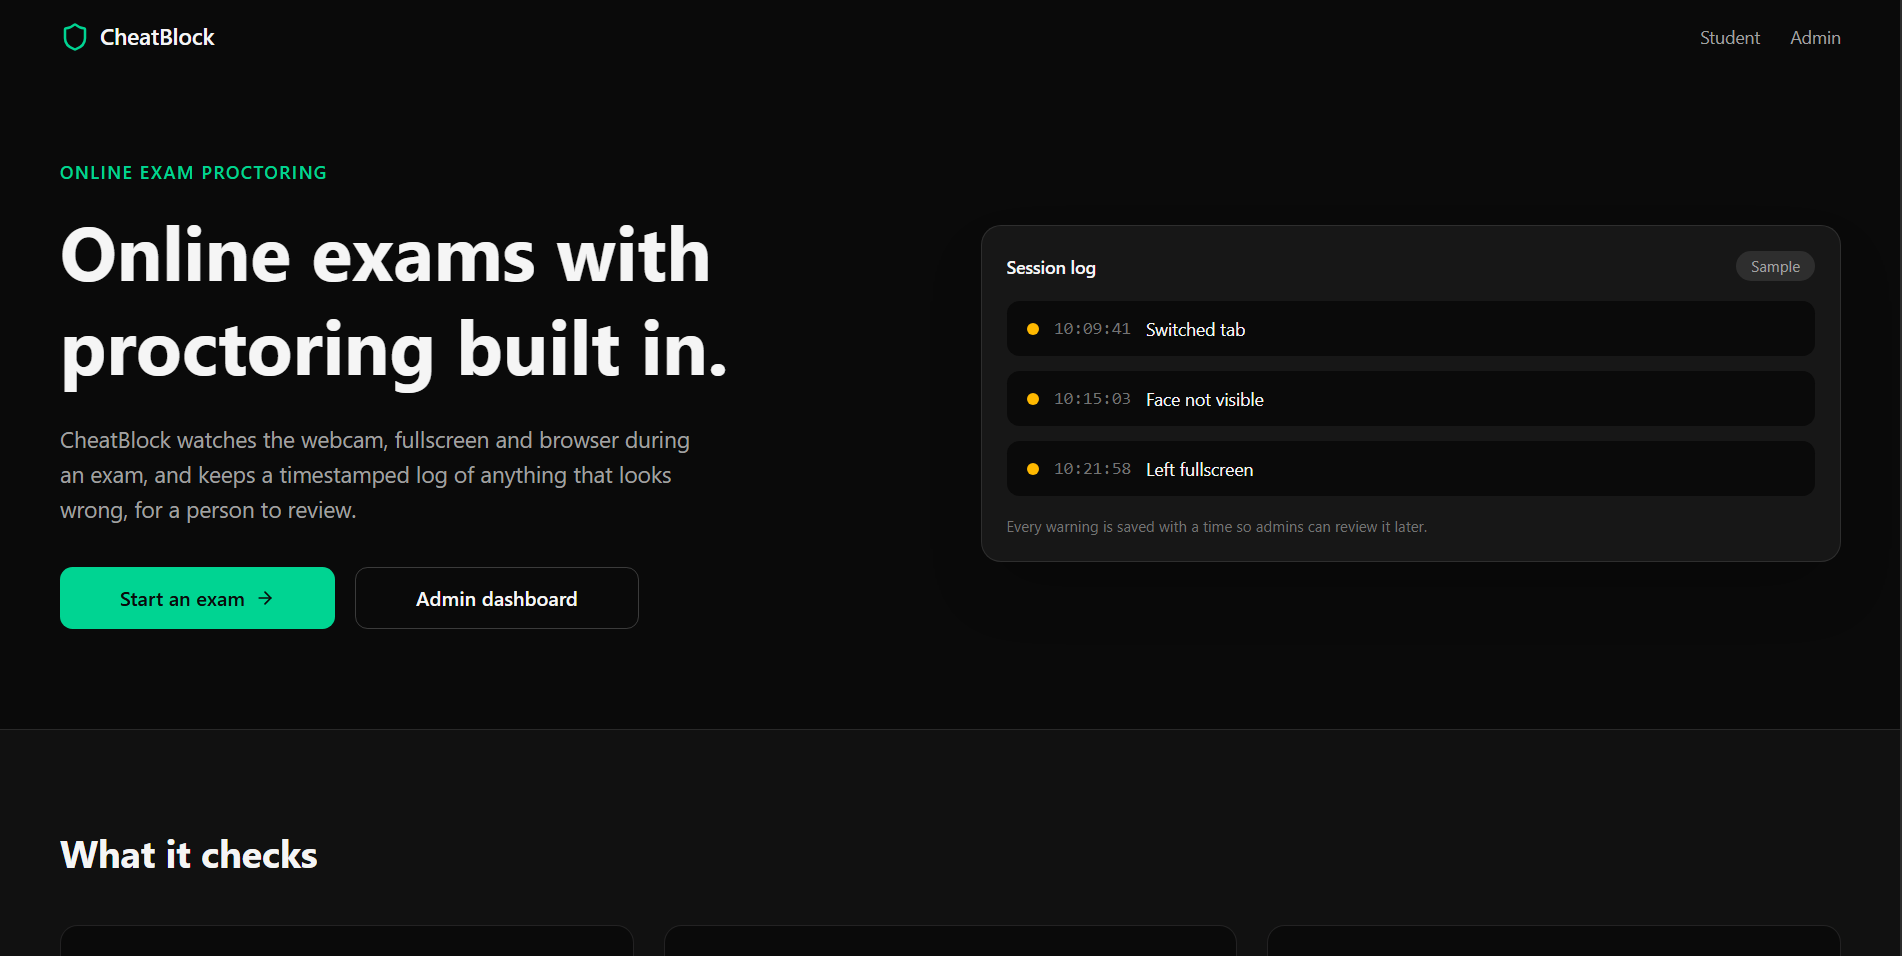 CheatBlock
Student
Admin
ONLINE EXAM PROCTORING
Online exams with
proctoring built in.
CheatBlock watches the webcam, fullscreen and browser during
an exam, and keeps a timestamped log of anything that looks
wrong, for a person to review.
Start an exam →
Admin dashboard
Session log
Sample
10:09:41 Switched tab
10:15:03 Face not visible
10:21:58 Left fullscreen
Every warning is saved with a time so admins can review it later.
What it checks